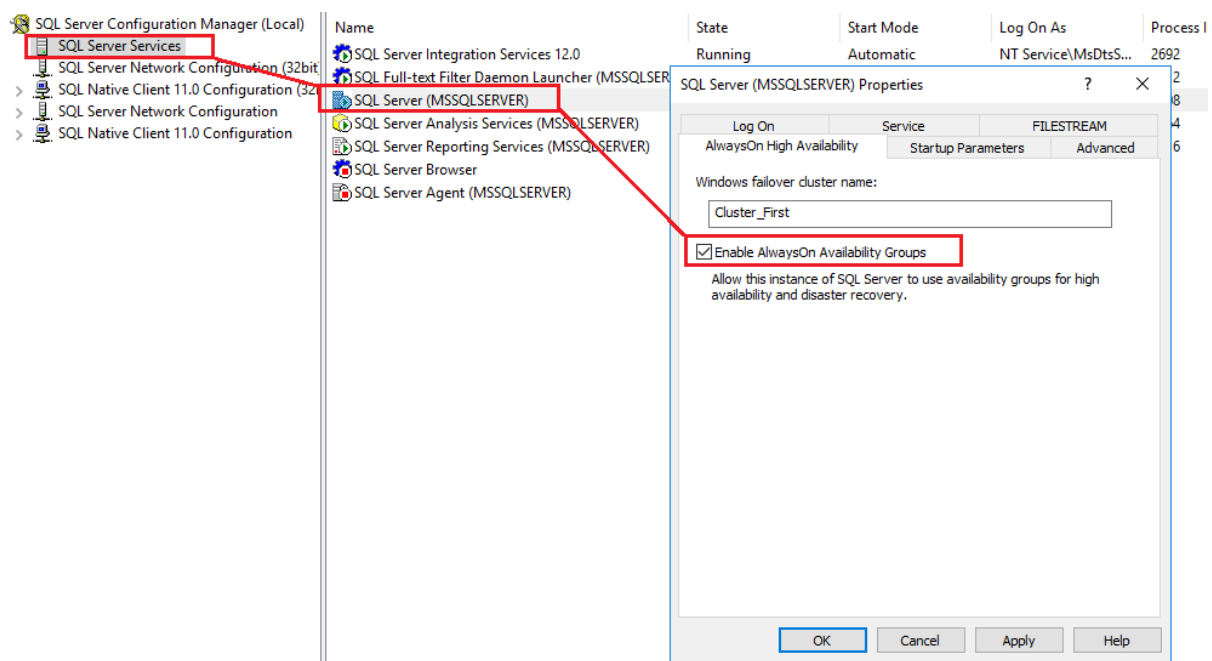 SQL Server Configuration Manager (Local)
SQL Server Services
SQL Server Network Configuration (32bit
SQL Native Client 11.0 Configuration (32
SQL Server Network Configuration
SQL Native Client 11.0 Configuration
Name State Start Mode Log On As Process I
SQL Server Integration Services 12.0 Running Automatic NT Service\MsDtsS... 2692
SQL Full-text Filter Daemon Launcher (MSSQLSER 2
SQL Server (MSSQLSERVER) 8
SQL Server Analysis Services (MSSQLSERVER) 4
SQL Server Reporting Services (MSSQLSERVER) 6
SQL Server Browser
SQL Server Agent (MSSQLSERVER)
SQL Server (MSSQLSERVER) Properties ?
Log On Service FILESTREAM
AlwaysOn High Availability Startup Parameters Advanced
Windows failover cluster name:
Cluster_First
Enable AlwaysOn Availability Groups
Allow this instance of SQL Server to use availability groups for high
availability and disaster recovery.
OK Cancel Apply Help